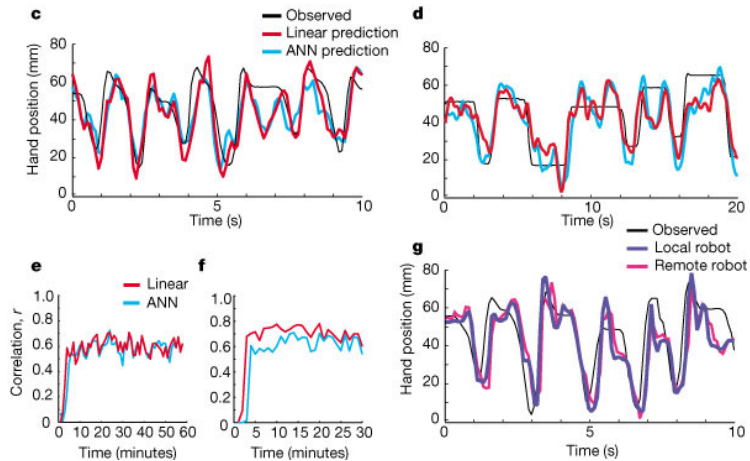 c
Observed
Linear prediction
ANN prediction
Hand position (mm)
80
60
40
20
0
0 5 10
Time (s)
d
80
60
40
20
0
0 5 10 15 20
Time (s)
e
Linear
ANN
Correlation, r
1.0
0.8
0.6
0.4
0.2
0
0 10 20 30 40 50 60
Time (minutes)
f
1.0
0.8
0.6
0.4
0.2
0
0 5 10 15 20 25 30
Time (minutes)
g
Observed
Local robot
Remote robot
Hand position (mm)
80
60
40
20
0
0 5 10
Time (s)